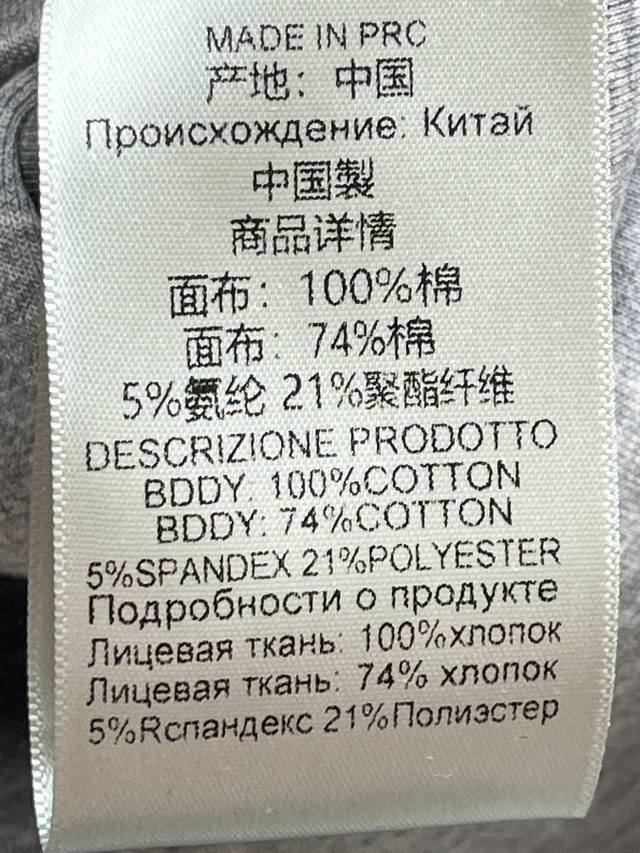 MADE IN PRC
产地：中国
Происхождение: Китай
中国製
商品详情
面布：100%棉
面布：74%棉
5%氨纶 21%聚酯纤维
DESCRIZIONE PRODOTTO
BDDY: 100%COTTON
BDDY: 74%COTTON
5%SPANDEX 21%POLYESTER
Подробности о продукте
Лицевая ткань: 100%хлопок
Лицевая ткань: 74% хлопок
5%Rспандекс 21%Полиэстер